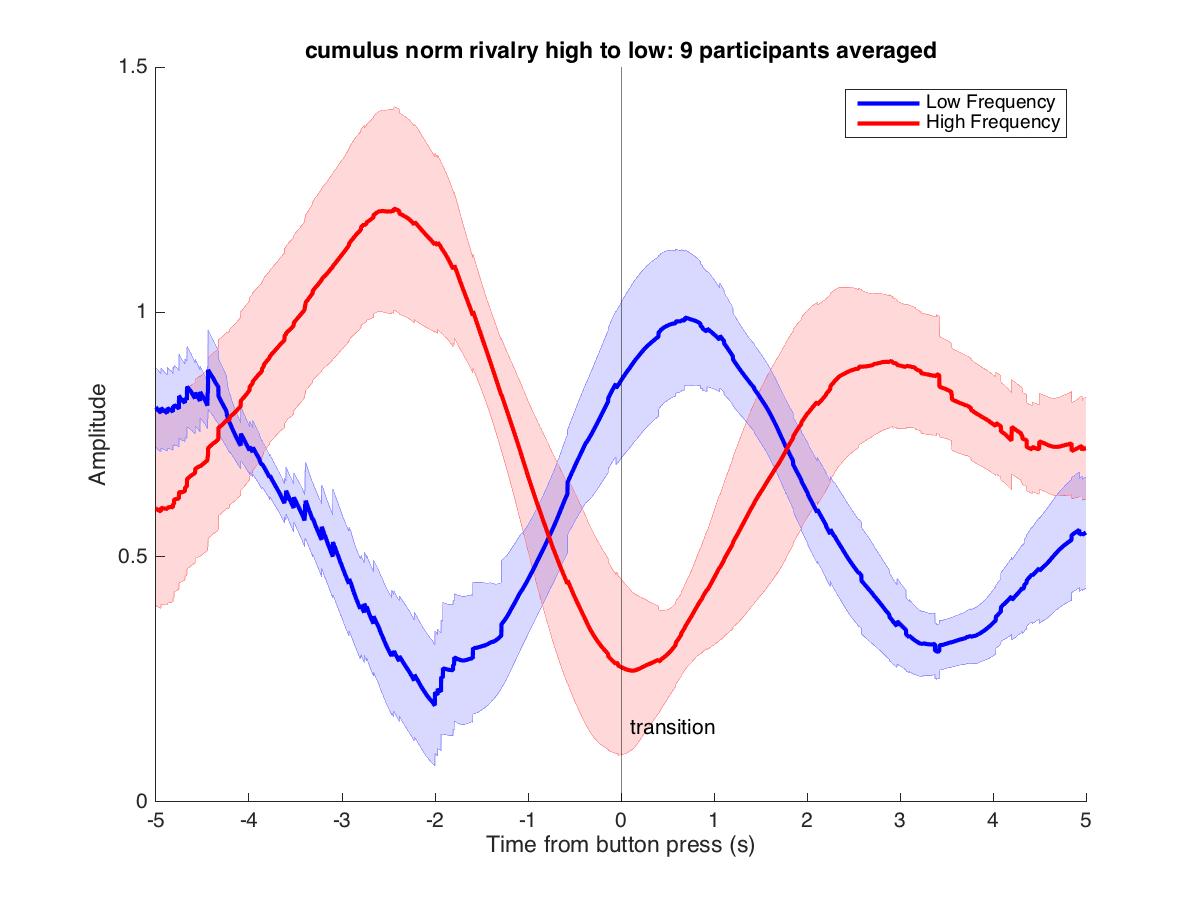 cumulus norm rivalry high to low: 9 participants averaged
1.5
Low Frequency
High Frequency
1
Amplitude
0.5
transition
0
-5 -4 -3 -2 -1 0 1 2 3 4 5
Time from button press (s)